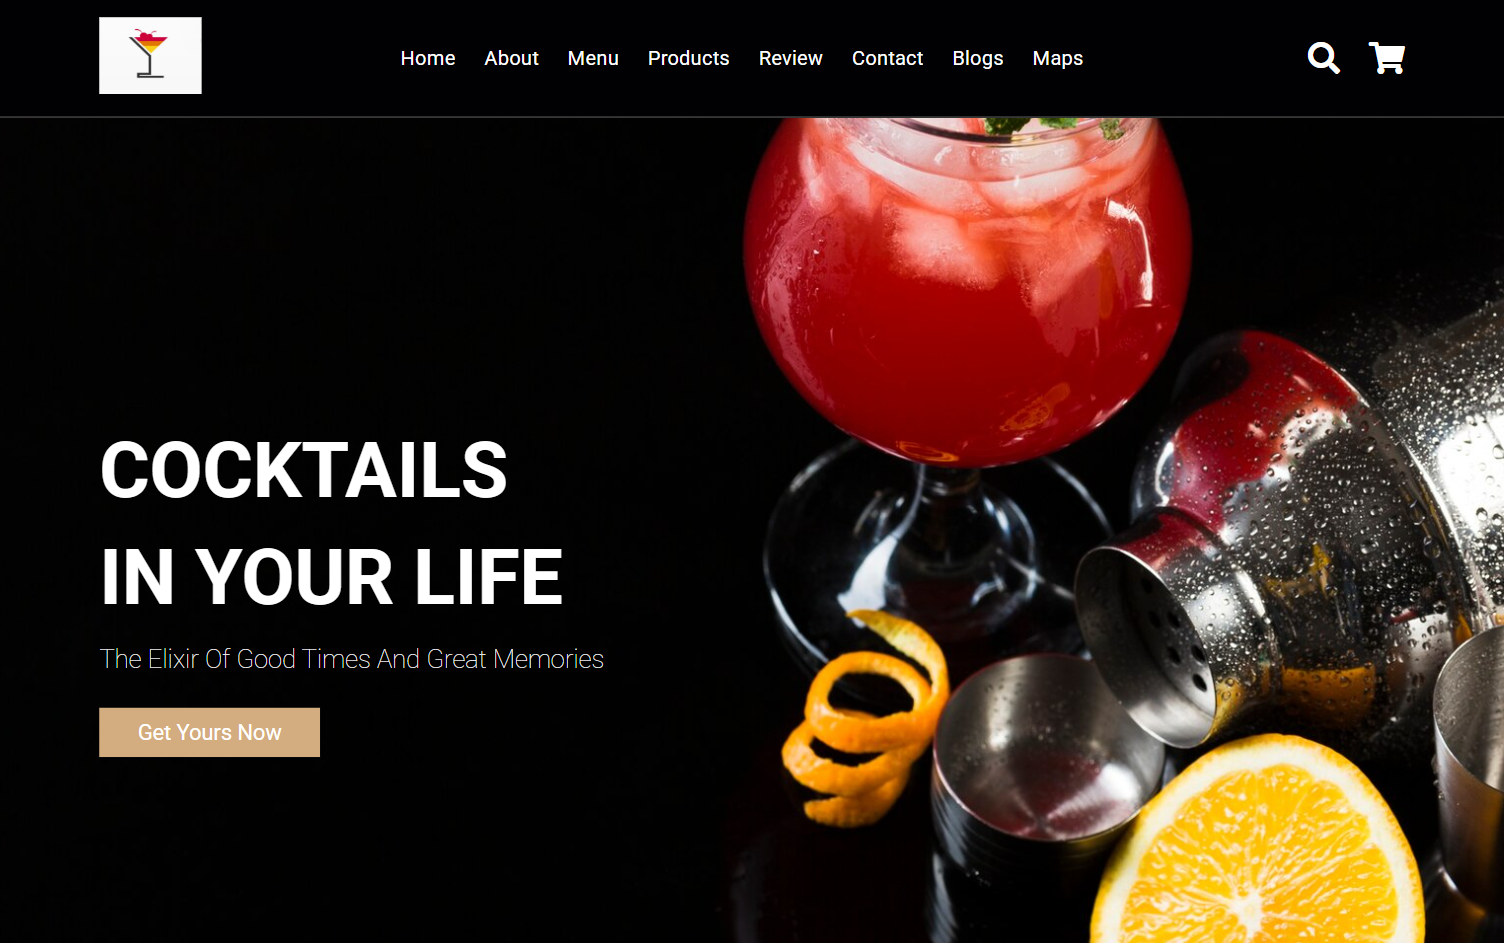 Home About Menu Products Review Contact Blogs Maps
COCKTAILS
IN YOUR LIFE
The Elixir Of Good Times And Great Memories
Get Yours Now